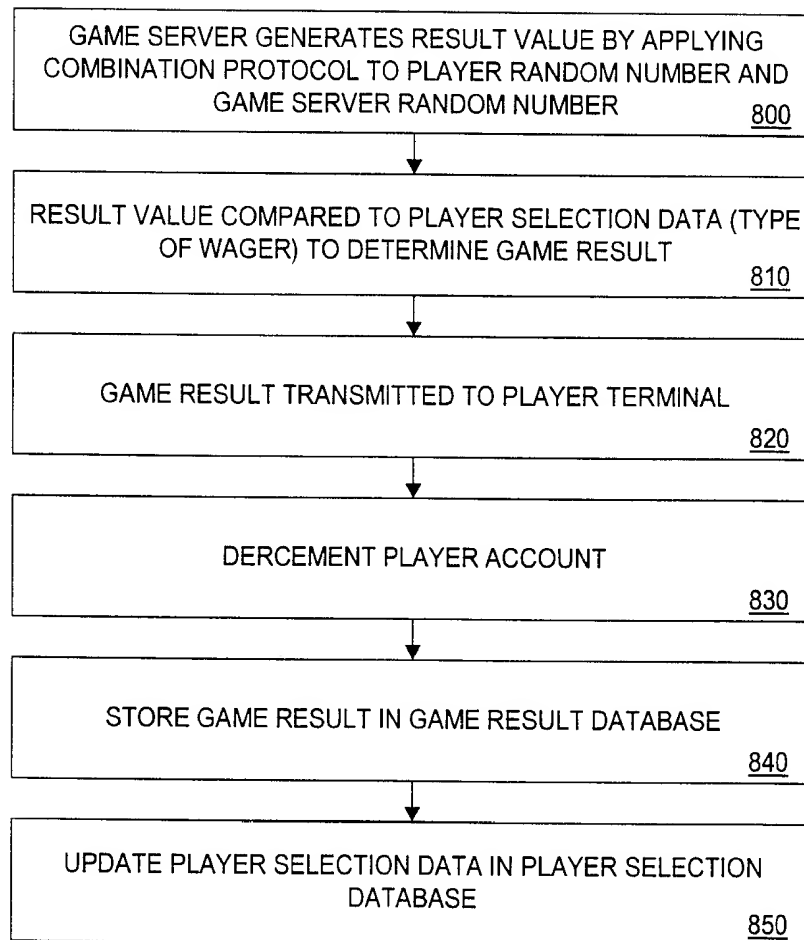 GAME SERVER GENERATES RESULT VALUE BY APPLYING
COMBINATION PROTOCOL TO PLAYER RANDOM NUMBER AND
GAME SERVER RANDOM NUMBER
800
RESULT VALUE COMPARED TO PLAYER SELECTION DATA (TYPE
OF WAGER) TO DETERMINE GAME RESULT
810
GAME RESULT TRANSMITTED TO PLAYER TERMINAL
820
DERCEMENT PLAYER ACCOUNT
830
STORE GAME RESULT IN GAME RESULT DATABASE
840
UPDATE PLAYER SELECTION DATA IN PLAYER SELECTION
DATABASE
850